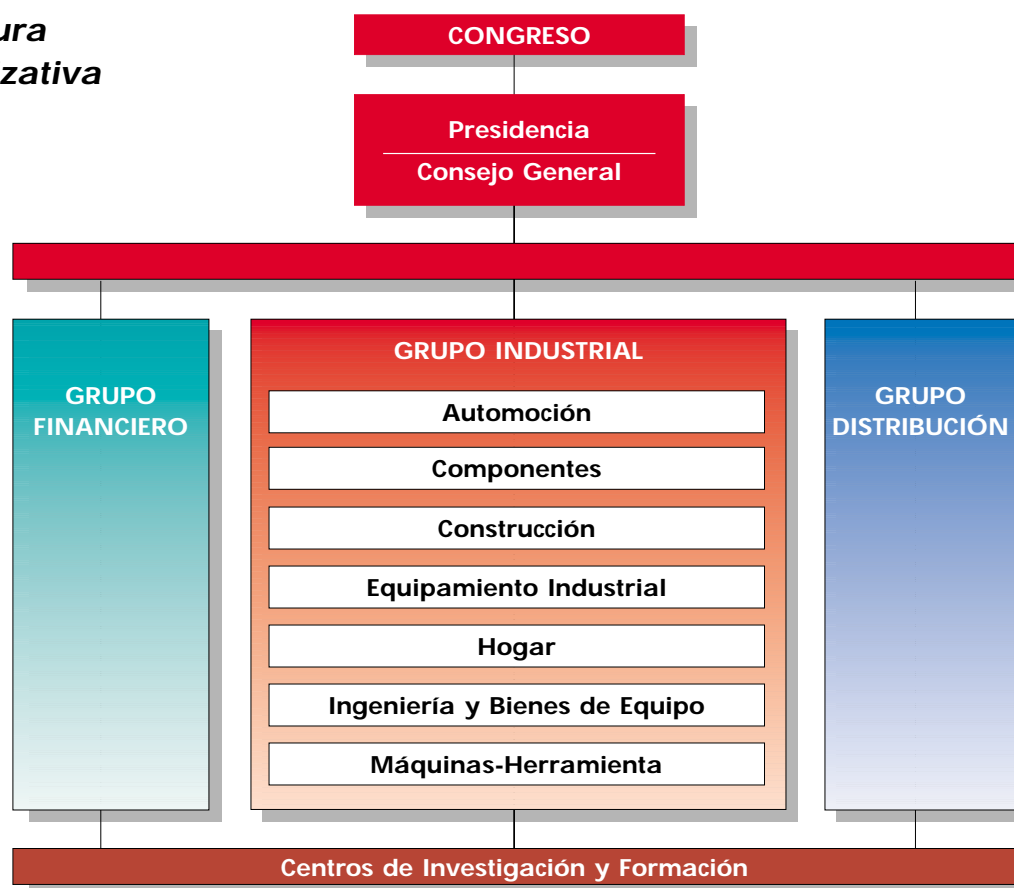 ura
zativa
CONGRESO
Presidencia
Consejo General
GRUPO
FINANCIERO
GRUPO INDUSTRIAL
Automoción
Componentes
Construcción
Equipamiento Industrial
Hogar
Ingeniería y Bienes de Equipo
Máquinas-Herramienta
GRUPO
DISTRIBUCIÓN
Centros de Investigación y Formación